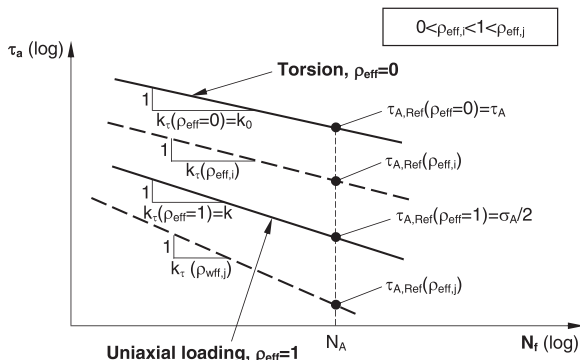 0<ρeff,i<1<ρeff,j
τa (log)
Torsion, ρeff=0
1
kτ(ρeff=0)=k0
τA,Ref(ρeff=0)=τA
1
kτ(ρeff,i)
τA,Ref(ρeff,i)
1
kτ(ρeff=1)=k
τA,Ref(ρeff=1)=σA/2
1
kτ (ρwff,j)
τA,Ref(ρeff,j)
NA
Nf (log)
Uniaxial loading, ρeff=1